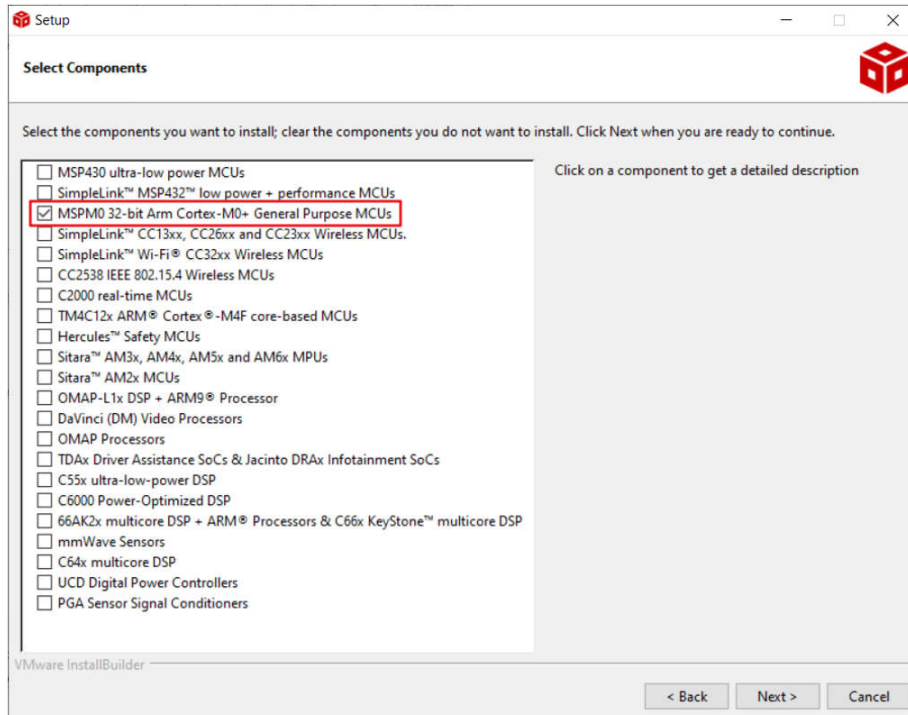 Setup
Select Components
Select the components you want to install; clear the components you do not want to install. Click Next when you are ready to continue.
MSP430 ultra-low power MCUs
SimpleLink™ MSP432™ low power + performance MCUs
MSPM0 32-bit Arm Cortex-M0+ General Purpose MCUs
SimpleLink™ CC13xx, CC26xx and CC23xx Wireless MCUs.
SimpleLink™ Wi-Fi® CC32xx Wireless MCUs
CC2538 IEEE 802.15.4 Wireless MCUs
C2000 real-time MCUs
TM4C12x ARM® Cortex®-M4F core-based MCUs
Hercules™ Safety MCUs
Sitara™ AM3x, AM4x, AM5x and AM6x MPUs
Sitara™ AM2x MCUs
OMAP-L1x DSP + ARM9® Processor
DaVinci (DM) Video Processors
OMAP Processors
TDAx Driver Assistance SoCs & Jacinto DRAx Infotainment SoCs
C55x ultra-low-power DSP
C6000 Power-Optimized DSP
66AK2x multicore DSP + ARM® Processors & C66x KeyStone™ multicore DSP
mmWave Sensors
C64x multicore DSP
UCD Digital Power Controllers
PGA Sensor Signal Conditioners
Click on a component to get a detailed description
VMware InstallBuilder
< Back
Next >
Cancel